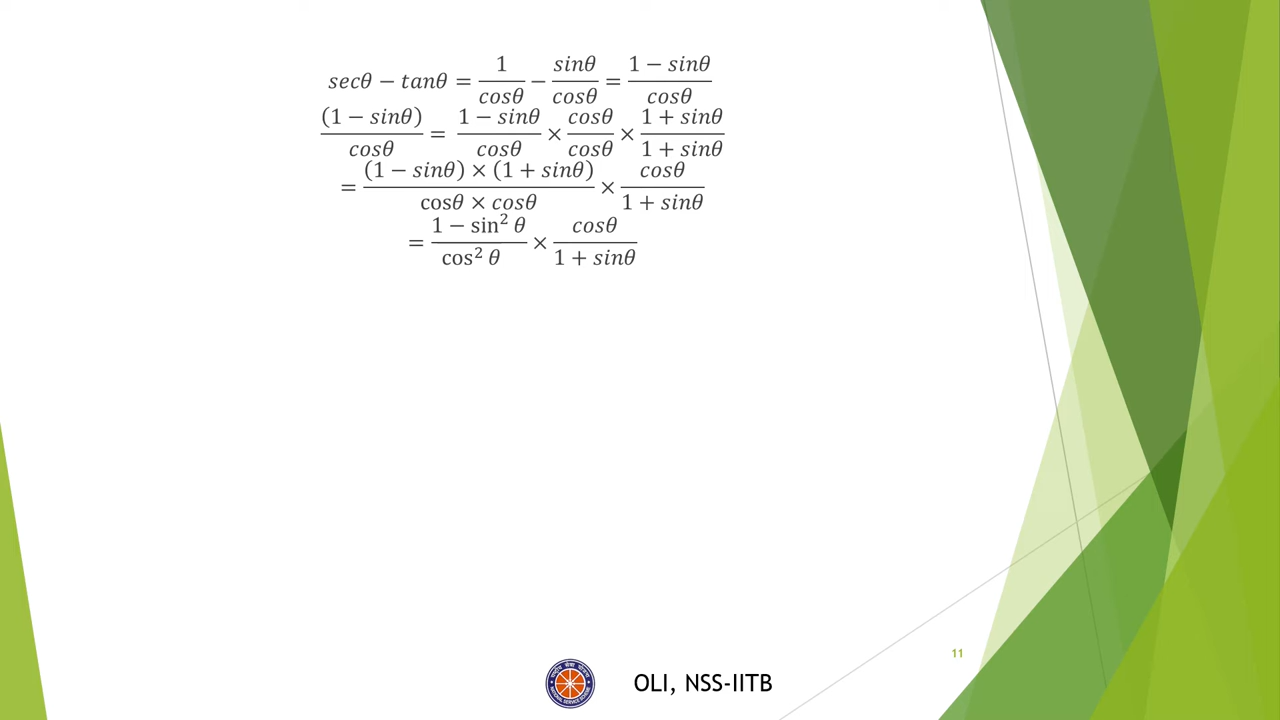 secθ − tanθ = 1/cosθ − sinθ/cosθ = (1 − sinθ)/cosθ
(1 − sinθ)/cosθ = (1 − sinθ)/cosθ × cosθ/cosθ × (1 + sinθ)/(1 + sinθ)
= ((1 − sinθ) × (1 + sinθ))/(cosθ × cosθ) × cosθ/(1 + sinθ)
= (1 − sin² θ)/(cos² θ) × cosθ/(1 + sinθ)
11
OLI, NSS-IITB